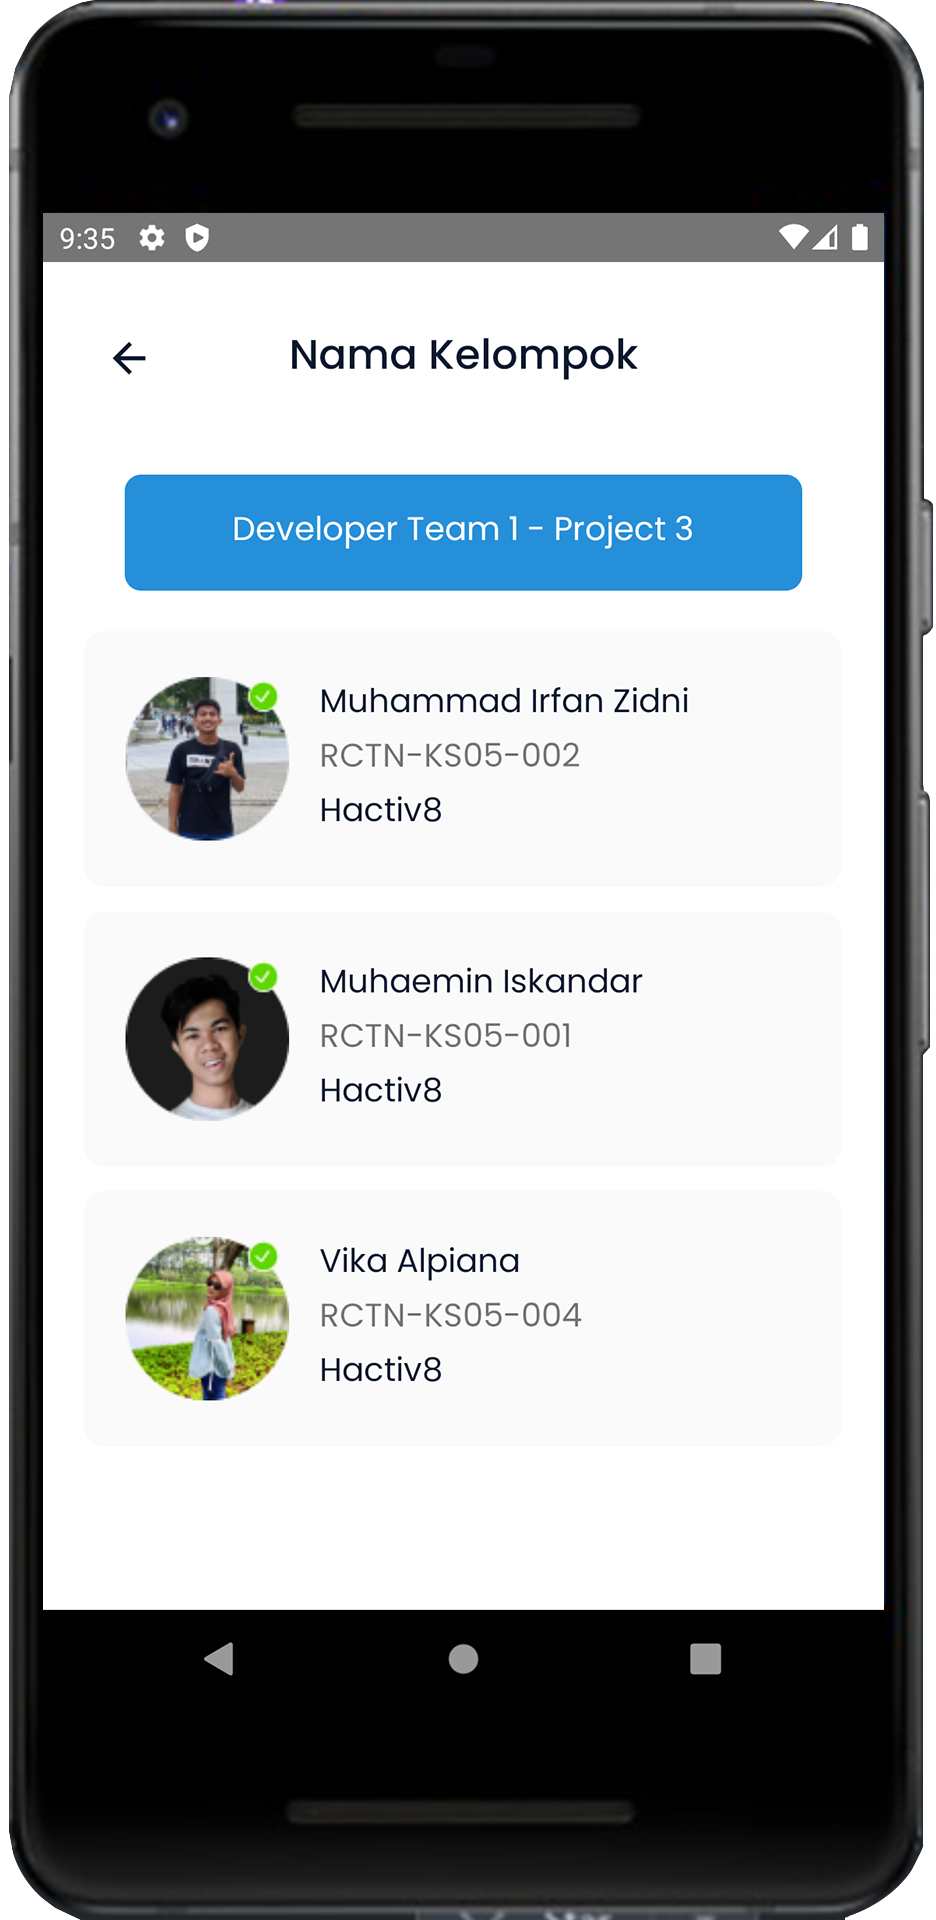 9:35
Nama Kelompok
Developer Team 1 - Project 3
Muhammad Irfan Zidni
RCTN-KS05-002
Hactiv8
Muhaemin Iskandar
RCTN-KS05-001
Hactiv8
Vika Alpiana
RCTN-KS05-004
Hactiv8